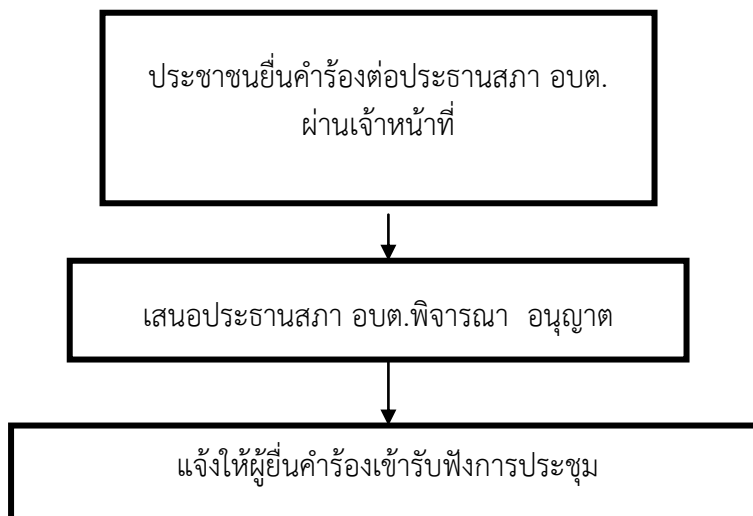 ประชาชนยื่นคำร้องต่อประธานสภา อบต.
ผ่านเจ้าหน้าที่
เสนอประธานสภา อบต.พิจารณา  อนุญาต
แจ้งให้ผู้ยื่นคำร้องเข้ารับฟังการประชุม